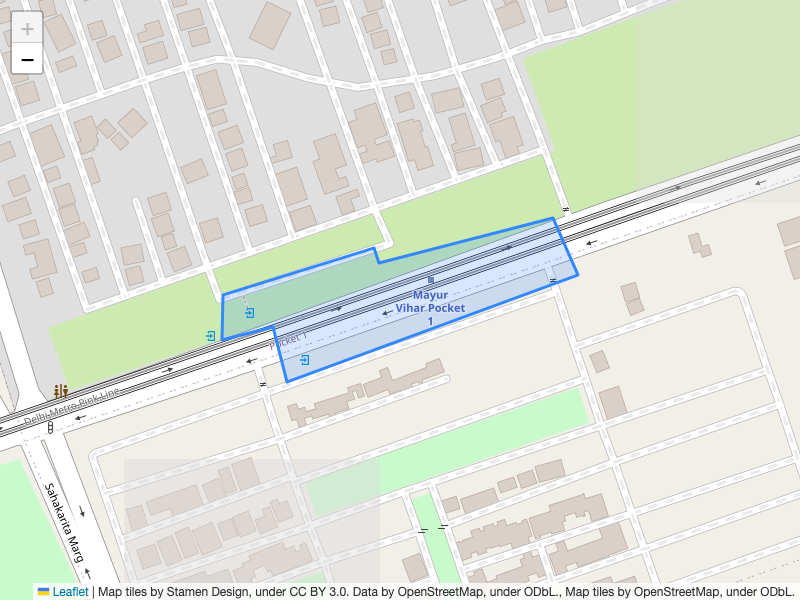 +
−
Mayur
Vihar Pocket
1
Pocket 1
Delhi Metro Pink Line
Sahakarita Marg
Leaflet | Map tiles by Stamen Design, under CC BY 3.0. Data by OpenStreetMap, under ODbL., Map tiles by OpenStreetMap, under ODbL.